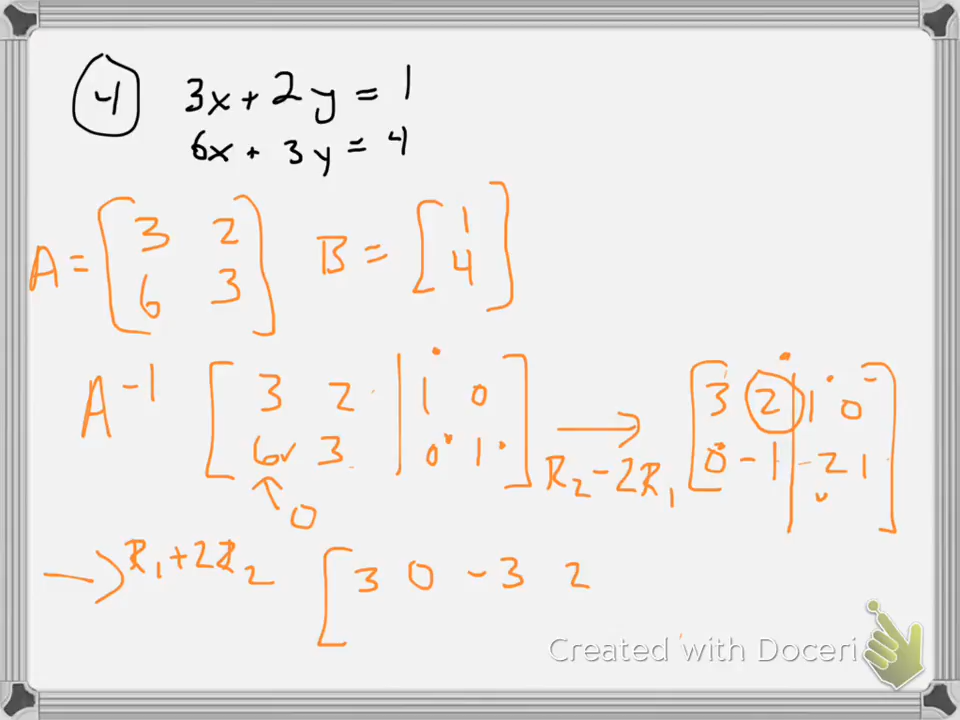 4 3x + 2y = 1
6x + 3y = 4
A = [3 2 B = [1
6 3] 4]
A⁻¹ [3 2 | 1 0
6 3 | 0 1]
0
→ R₂ - 2R₁
[3 2 | 1 0
0 -1 | -2 1]
→ R₁ + 2R₂ [3 0 -3 2
Created with Doceri